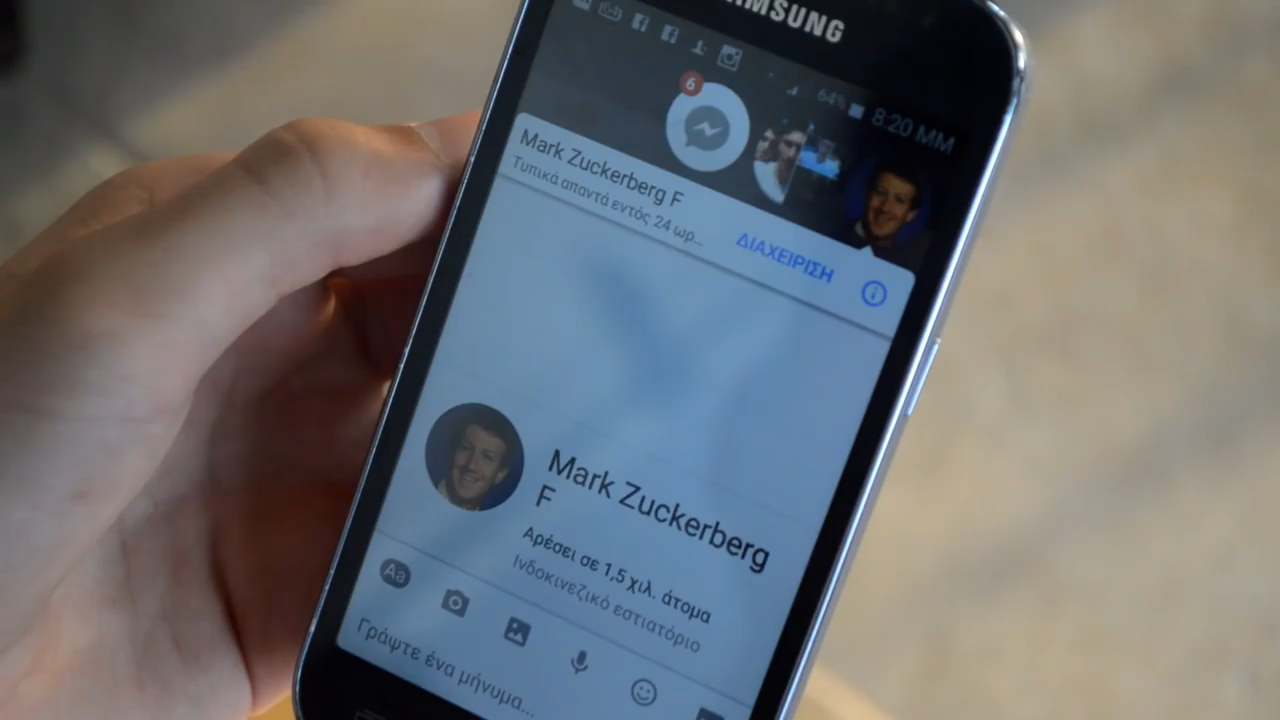 SAMSUNG
64% 8:20 ΜΜ
6
Mark Zuckerberg F
Τυπικά απαντά εντός 24 ωρ...
ΔΙΑΧΕΙΡΙΣΗ
Mark Zuckerberg
F
Αρέσει σε 1,5 χιλ. άτομα
Ινδοκινεζικό εστιατόριο
Aa
Γράψτε ένα μήνυμα...